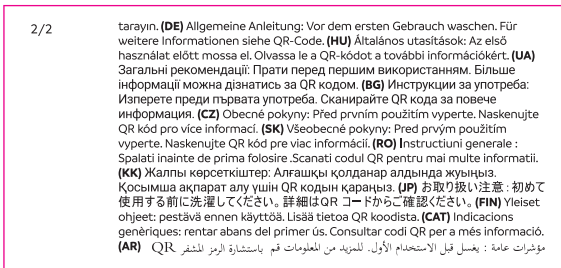 2/2
tarayın. (DE) Allgemeine Anleitung: Vor dem ersten Gebrauch waschen. Für
weitere Informationen siehe QR-Code. (HU) Általános utasítások: Az első
használat előtt mossa el. Olvassa le a QR-kódot a további információkért. (UA)
Загальні рекомендації: Прати перед першим використанням. Більше
інформації можна дізнатись за QR кодом. (BG) Инструкции за употреба:
Изперете преди първата употреба. Сканирайте QR кода за повече
информация. (CZ) Obecné pokyny: Před prvním použitím vyperte. Naskenujte
QR kód pro více informací. (SK) Všeobecné pokyny: Pred prvým použitím
vyperte. Naskenujte QR kód pre viac informácií. (RO) Instructiuni generale :
Spalati inainte de prima folosire .Scanati codul QR pentru mai multe informatii.
(KK) Жалпы көрсеткіштер: Алғашқы қолданар алдында жуыңыз.
Қосымша ақпарат алу үшін QR кодын қараңыз. (JP) お取り扱い注意 : 初めて
使用する前に洗濯してください。詳細はQR コードからご確認ください。(FIN) Yleiset
ohjeet: pestävä ennen käyttöä. Lisää tietoa QR koodista. (CAT) Indicacions
genèriques: rentar abans del primer ús. Consultar codi QR per a més informació.
(AR) مؤشرات عامة : يغسل قبل الاستخدام الأول. للمزيد من المعلومات قم باستشارة الرمز المشفر QR